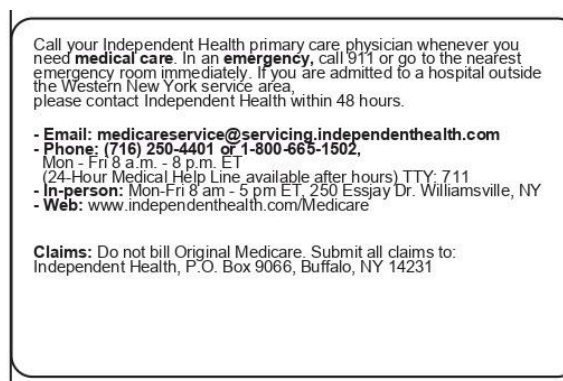 Call your Independent Health primary care physician whenever you
need medical care. In an emergency, call 911 or go to the nearest
emergency room immediately. If you are admitted to a hospital outside
the Western New York service area,
please contact Independent Health within 48 hours.
- Email: medicareservice@servicing.independenthealth.com
- Phone: (716) 250-4401 or 1-800-665-1502,
Mon - Fri 8 a.m. - 8 p.m. ET
(24-Hour Medical Help Line available after hours) TTY: 711
- In-person: Mon-Fri 8 am - 5 pm ET, 250 Essjay Dr. Williamsville, NY
- Web: www.independenthealth.com/Medicare
Claims: Do not bill Original Medicare. Submit all claims to:
Independent Health, P.O. Box 9066, Buffalo, NY 14231